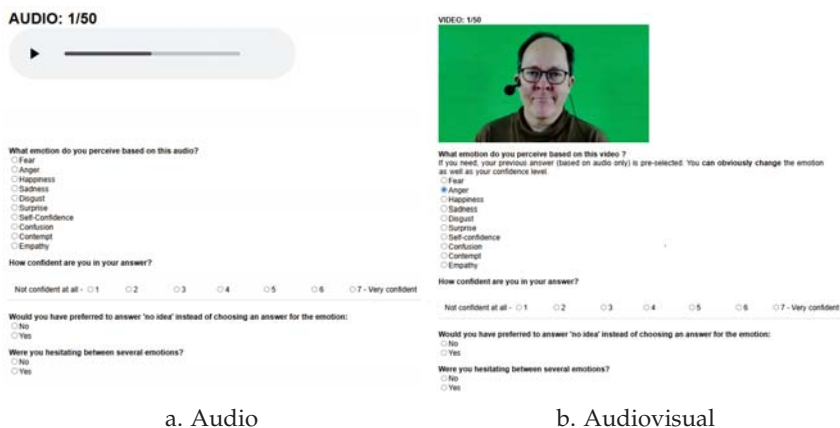 AUDIO: 1/50
What emotion do you perceive based on this audio?
Fear
Anger
Happiness
Sadness
Disgust
Surprise
Self-Confidence
Confusion
Contempt
Empathy
How confident are you in your answer?
Not confident at all - 1 2 3 4 5 6 7 - Very confident
Would you have preferred to answer 'no idea' instead of choosing an answer for the emotion:
No
Yes
Were you hesitating between several emotions?
No
Yes
a. Audio
VIDEO: 1/50
What emotion do you perceive based on this video ?
If you need, your previous answer (based on audio only) is pre-selected. You can obviously change the emotion
as well as your confidence level.
Fear
Anger
Happiness
Sadness
Disgust
Surprise
Self-confidence
Confusion
Contempt
Empathy
How confident are you in your answer?
Not confident at all - 1 2 3 4 5 6 7 - Very confident
Would you have preferred to answer 'no idea' instead of choosing an answer for the emotion:
No
Yes
Were you hesitating between several emotions?
No
Yes
b. Audiovisual